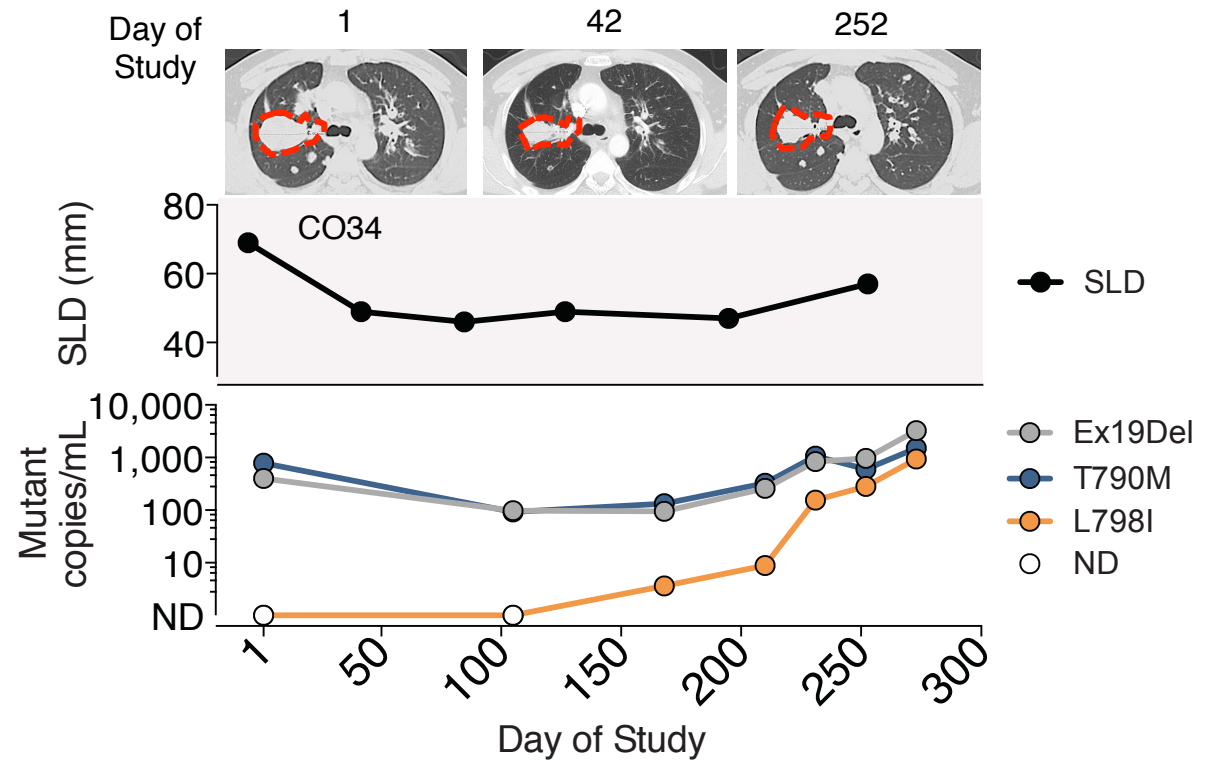 Day of
Study
1
42
252
80
60
40
SLD (mm)
CO34
SLD
10,000
1,000
100
10
ND
Mutant
copies/mL
Ex19Del
T790M
L798I
ND
1
50
100
150
200
250
300
Day of Study